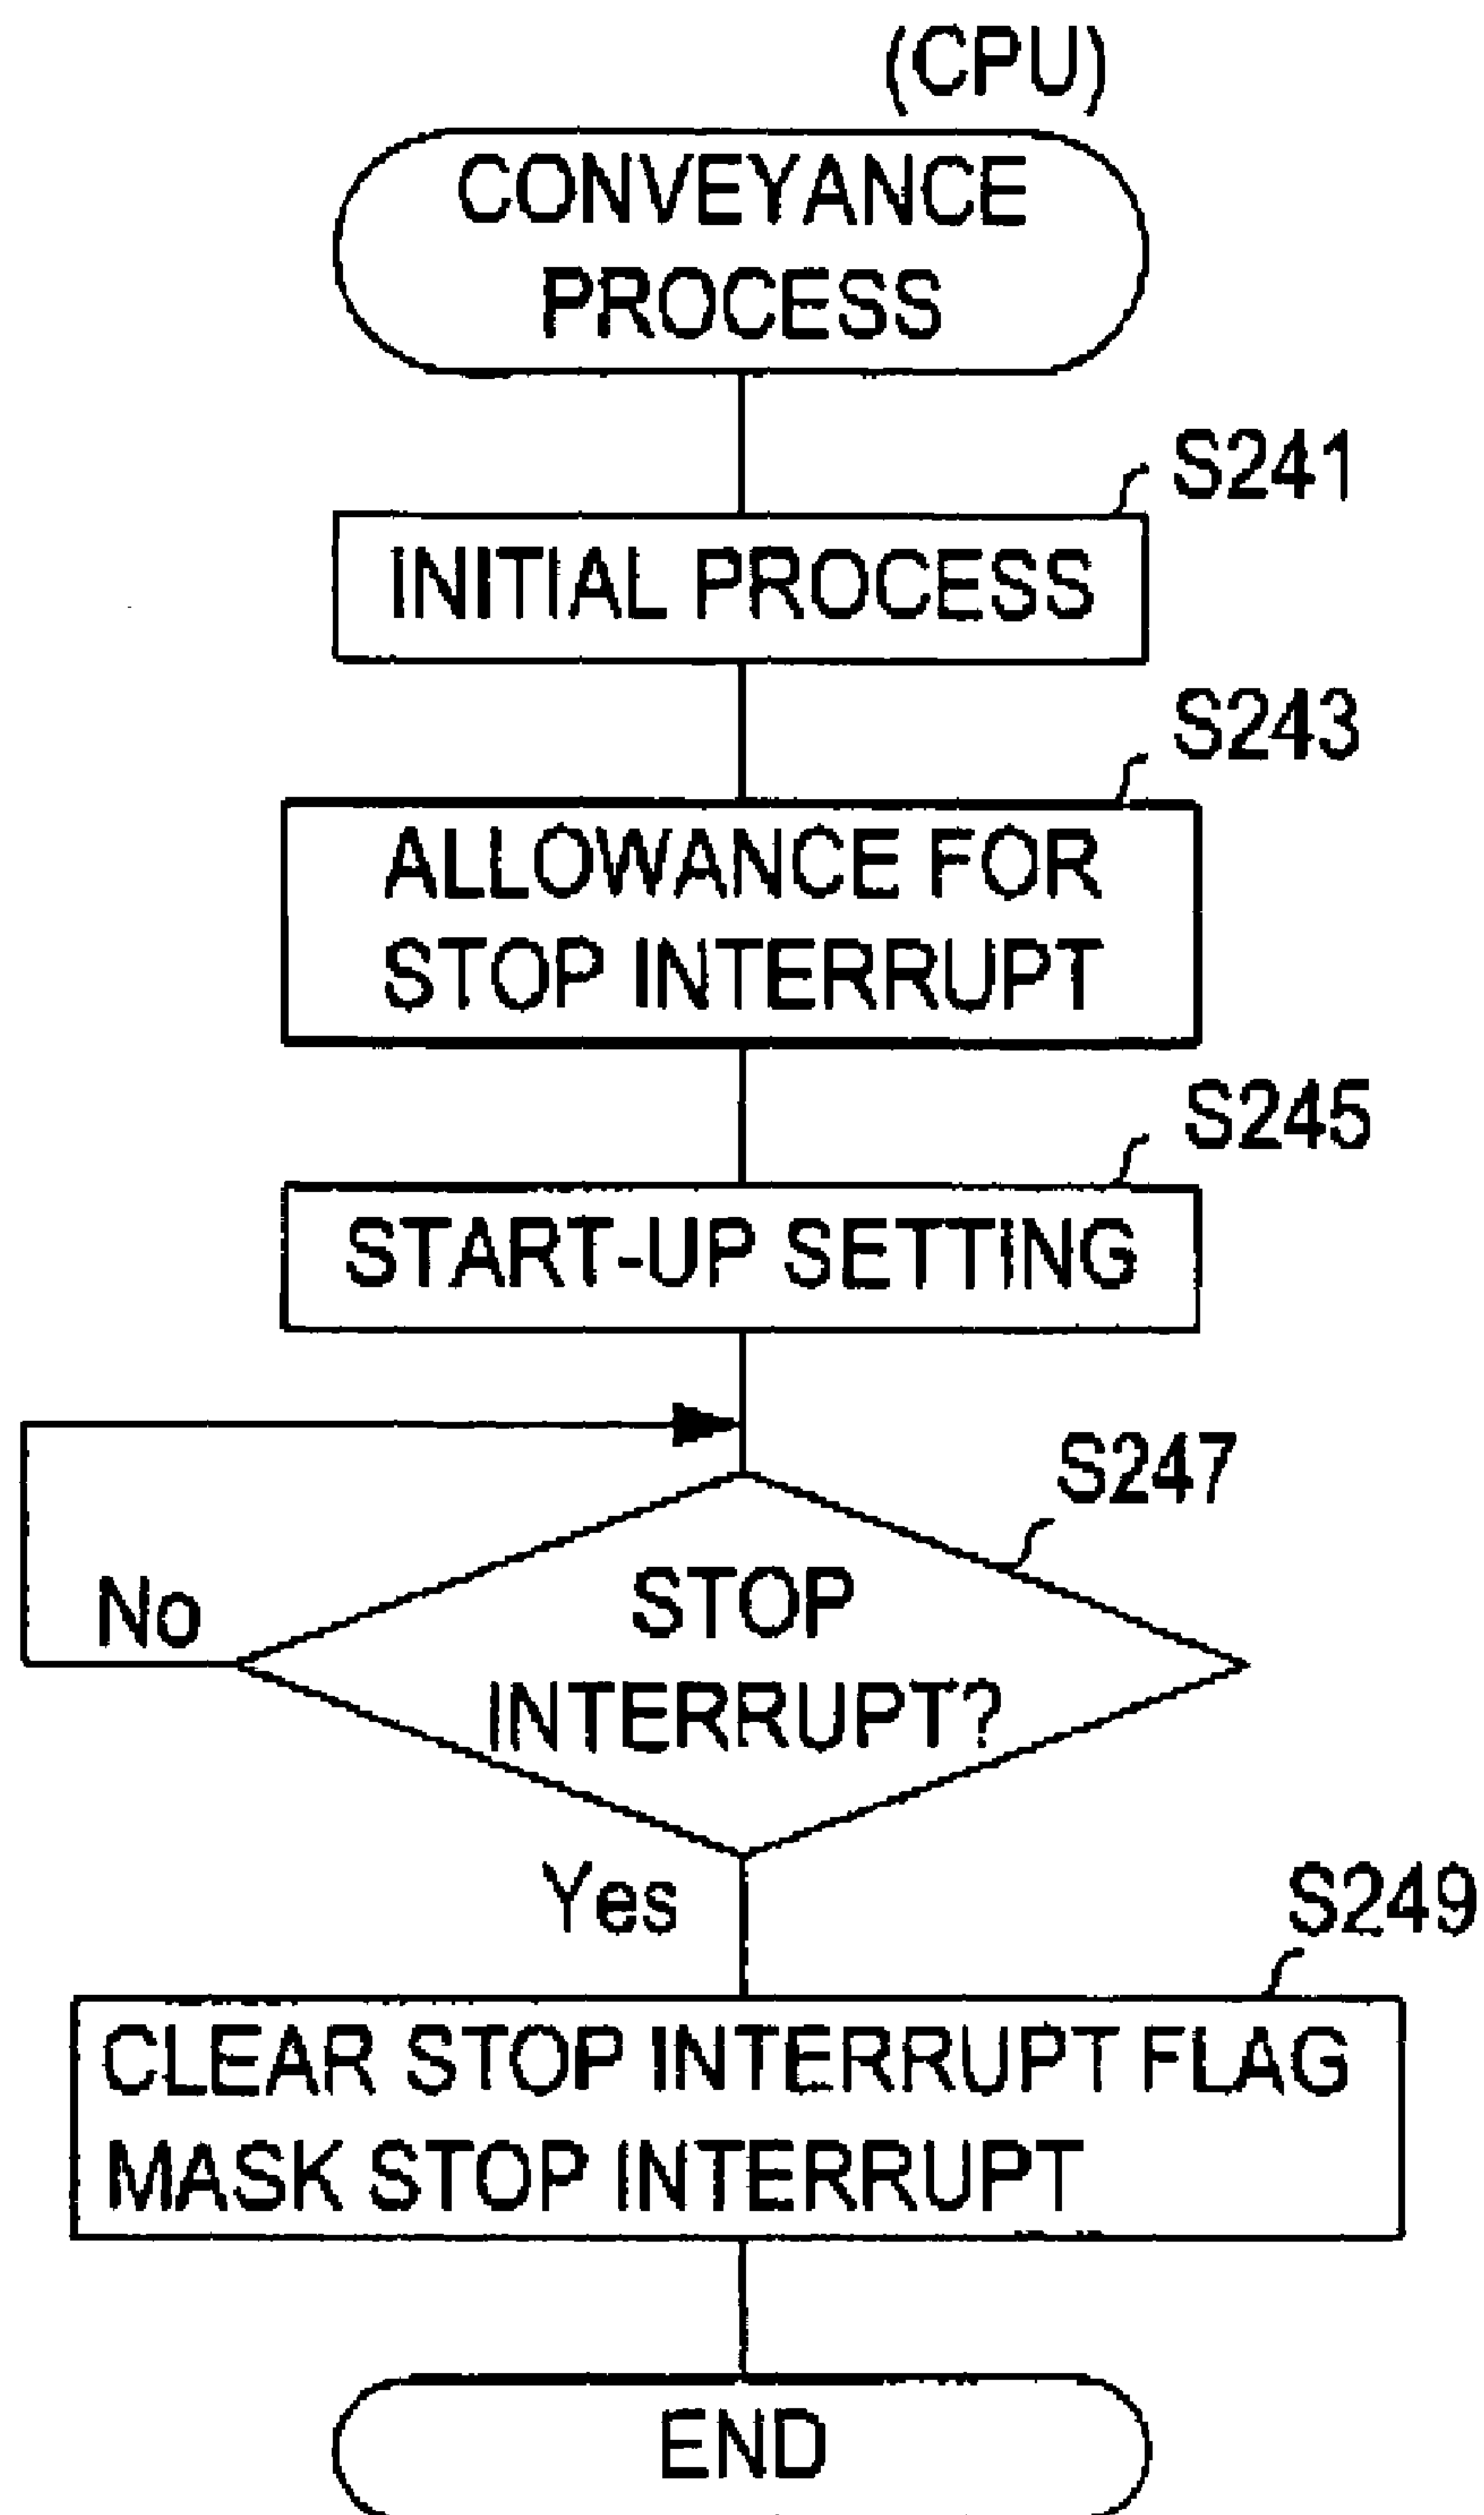 (CPU)
CONVEYANCE
PROCESS
S241
INITIAL PROCESS
S243
ALLOWANCE FOR
STOP INTERRUPT
S245
START-UP SETTING
S247
STOP
INTERRUPT?
No
Yes
S249
CLEAR STOP INTERRUPT FLAG
MASK STOP INTERRUPT
END